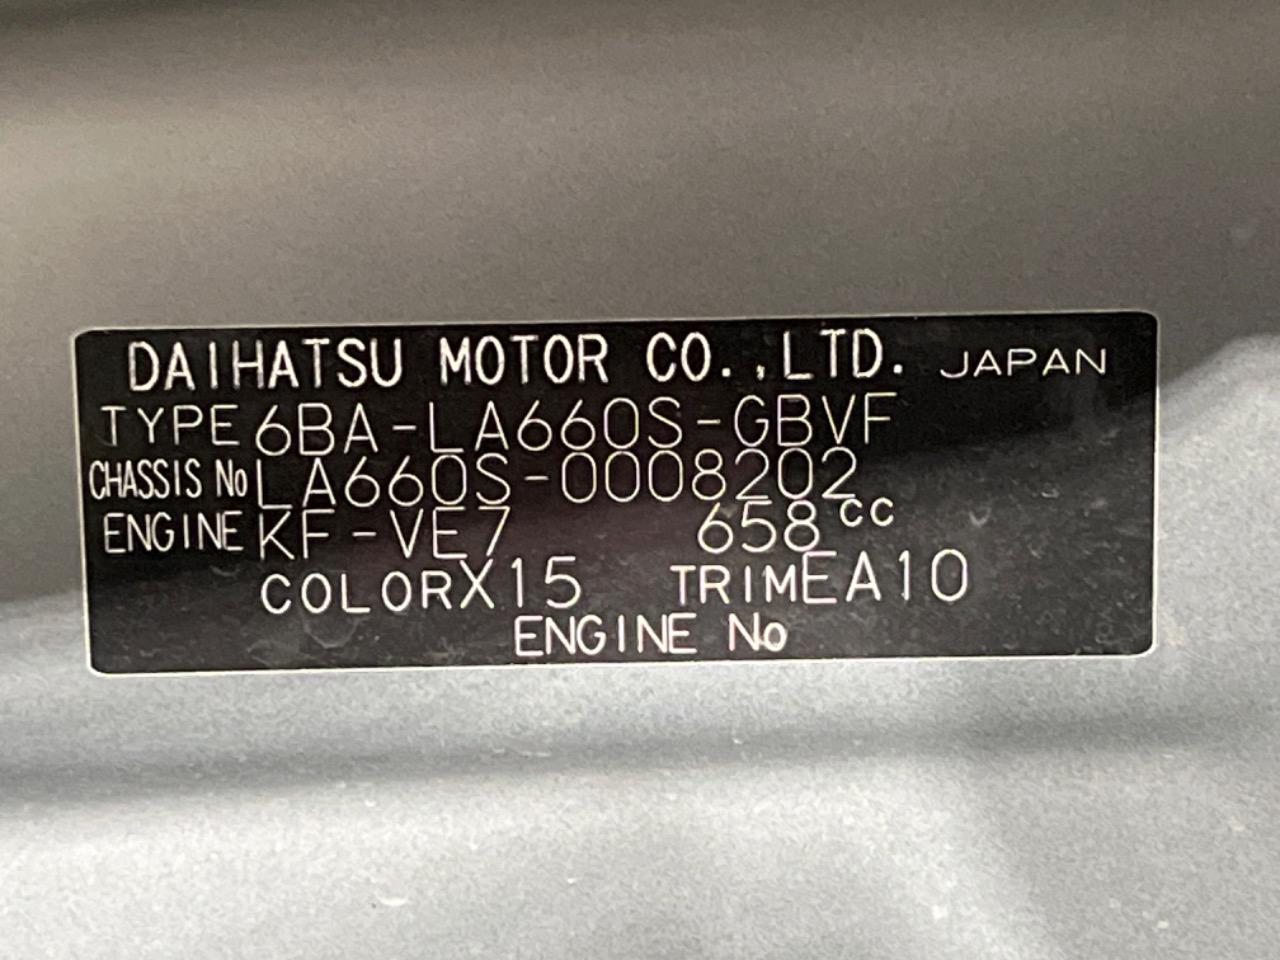 DAIHATSU MOTOR CO.,LTD. JAPAN
TYPE 6BA-LA660S-GBVF
CHASSIS No LA660S-0008202
ENGINE KF-VE7 658cc
COLOR X15 TRIM EA10
ENGINE No